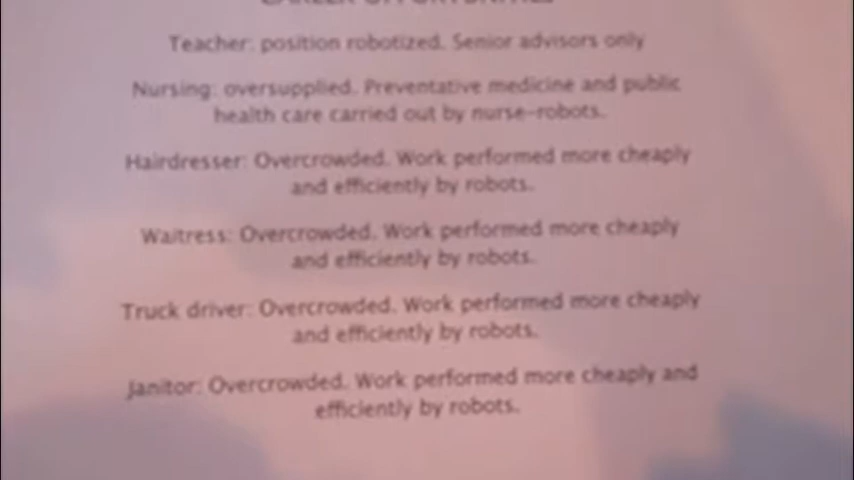 CAREER OPPORTUNITIES
Teacher: position robotized. Senior advisors only
Nursing: oversupplied. Preventative medicine and public
health care carried out by nurse-robots.
Hairdresser: Overcrowded. Work performed more cheaply
and efficiently by robots.
Waitress: Overcrowded. Work performed more cheaply
and efficiently by robots.
Truck driver: Overcrowded. Work performed more cheaply
and efficiently by robots.
Janitor: Overcrowded. Work performed more cheaply and
efficiently by robots.